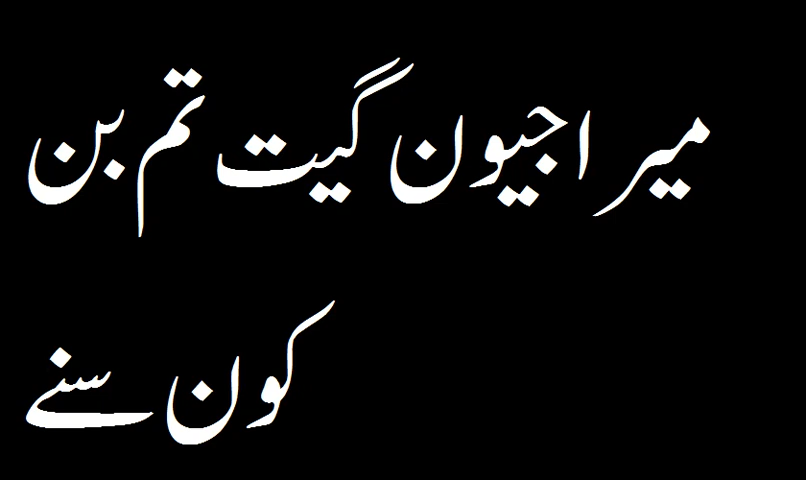 میرا جیون گیت تم بن
کون سنے